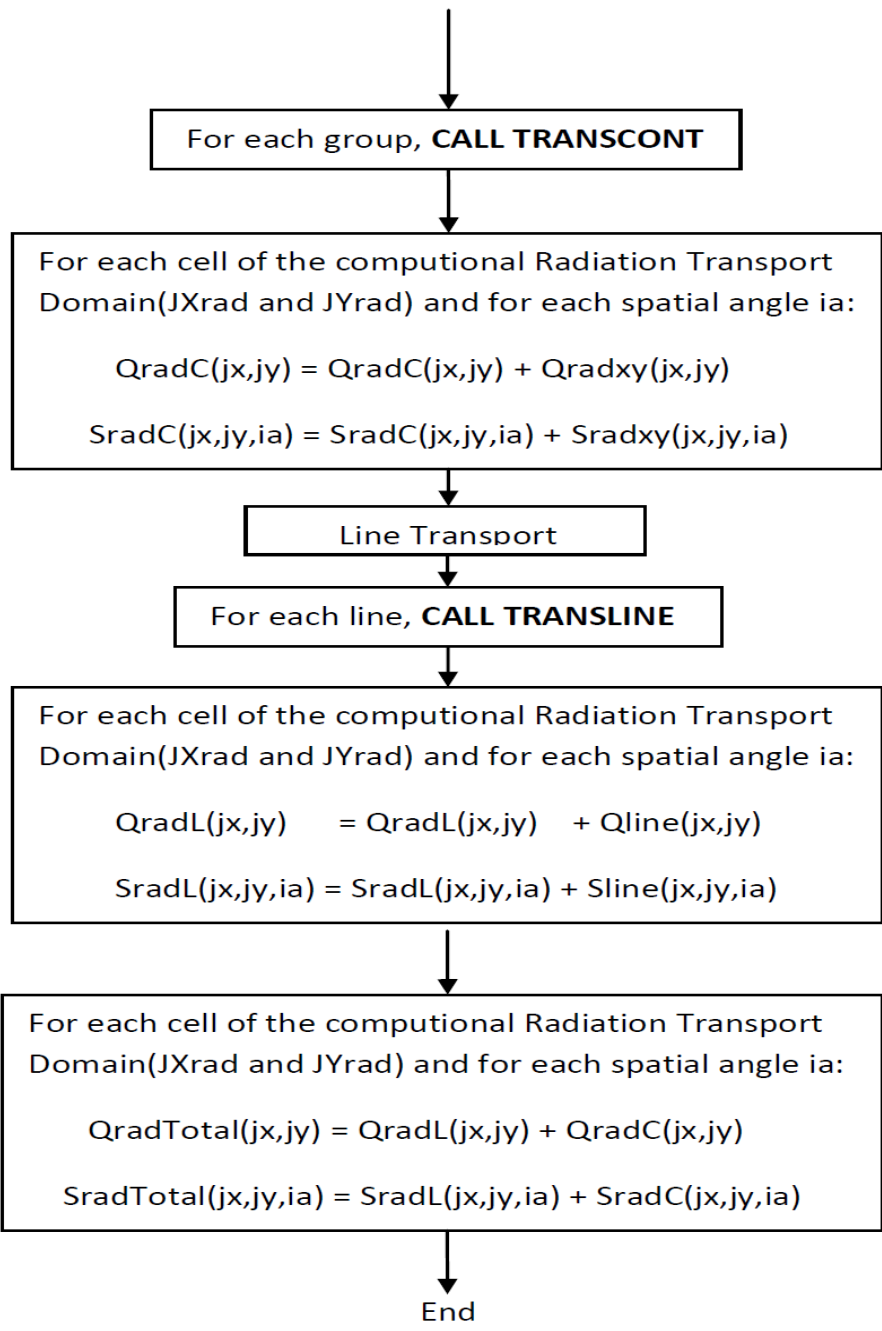 For each group, CALL TRANSCONT
For each cell of the computional Radiation Transport
Domain(JXrad and JYrad) and for each spatial angle ia:
QradC(jx,jy) = QradC(jx,jy) + Qradxy(jx,jy)
SradC(jx,jy,ia) = SradC(jx,jy,ia) + Sradxy(jx,jy,ia)
Line Transport
For each line, CALL TRANSLINE
For each cell of the computional Radiation Transport
Domain(JXrad and JYrad) and for each spatial angle ia:
QradL(jx,jy) = QradL(jx,jy) + Qline(jx,jy)
SradL(jx,jy,ia) = SradL(jx,jy,ia) + Sline(jx,jy,ia)
For each cell of the computional Radiation Transport
Domain(JXrad and JYrad) and for each spatial angle ia:
QradTotal(jx,jy) = QradL(jx,jy) + QradC(jx,jy)
SradTotal(jx,jy,ia) = SradL(jx,jy,ia) + SradC(jx,jy,ia)
End